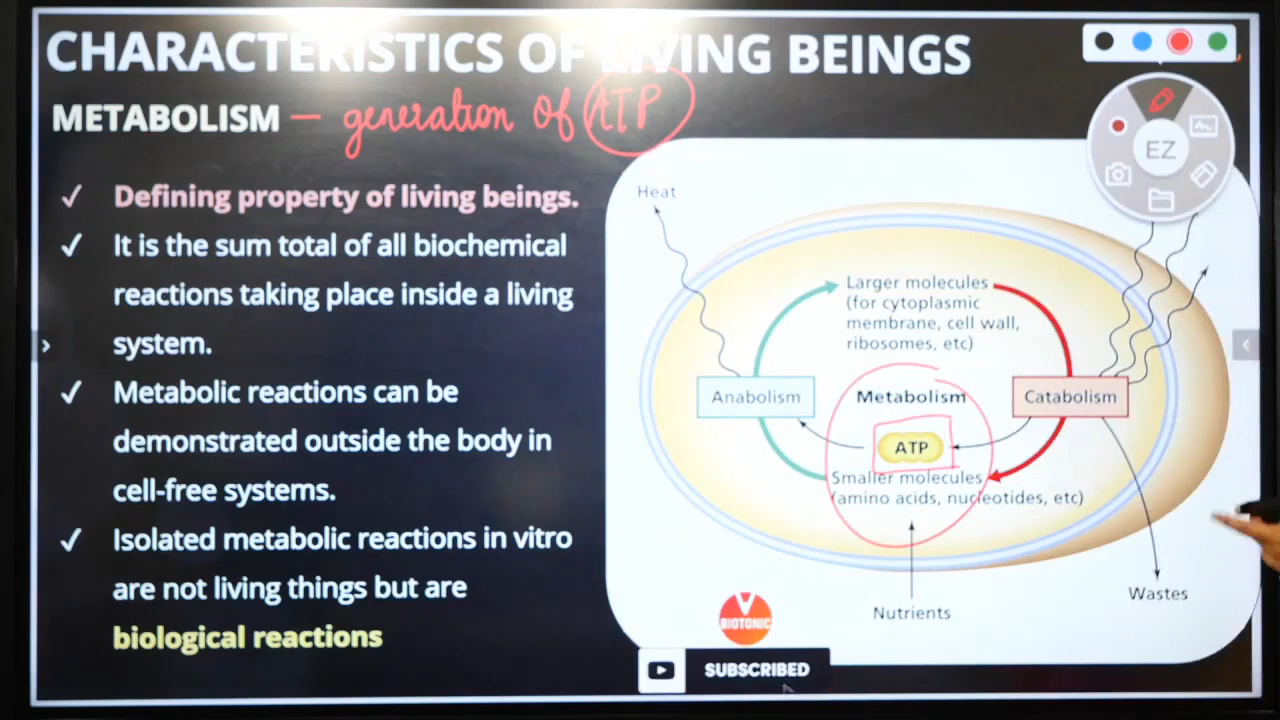 CHARACTERISTICS OF LIVING BEINGS
METABOLISM — generation of ATP
✓ Defining property of living beings.
✓ It is the sum total of all biochemical
reactions taking place inside a living
system.
✓ Metabolic reactions can be
demonstrated outside the body in
cell-free systems.
✓ Isolated metabolic reactions in vitro
are not living things but are
biological reactions
EZ
Heat
Larger molecules
(for cytoplasmic
membrane, cell wall,
ribosomes, etc)
Anabolism
Metabolism
Catabolism
ATP
Smaller molecules
(amino acids, nucleotides, etc)
Nutrients
Wastes
V
BIOTONIC
SUBSCRIBED